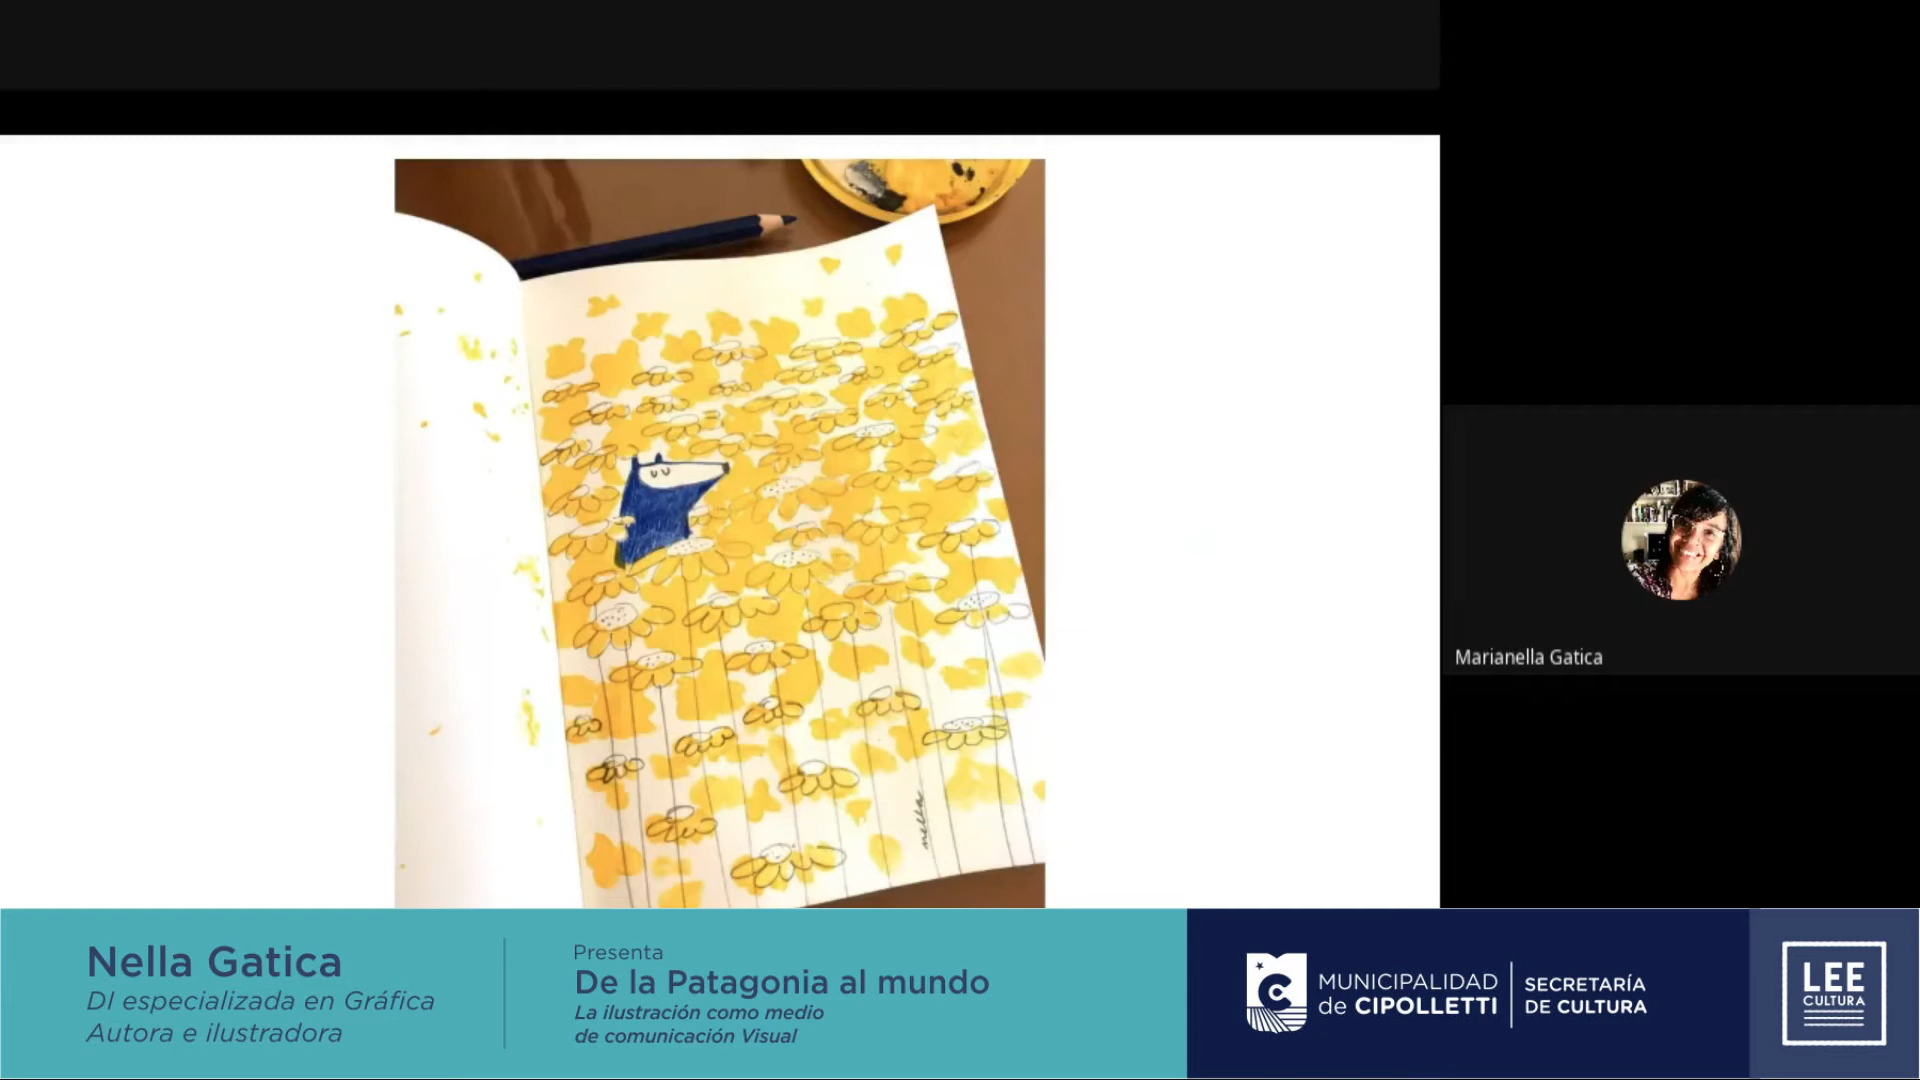 nella
Marianella Gatica
Nella Gatica
DI especializada en Gráfica
Autora e ilustradora
Presenta
De la Patagonia al mundo
La ilustración como medio
de comunicación Visual
MUNICIPALIDAD
de CIPOLLETTI
SECRETARÍA
DE CULTURA
LEE
CULTURA